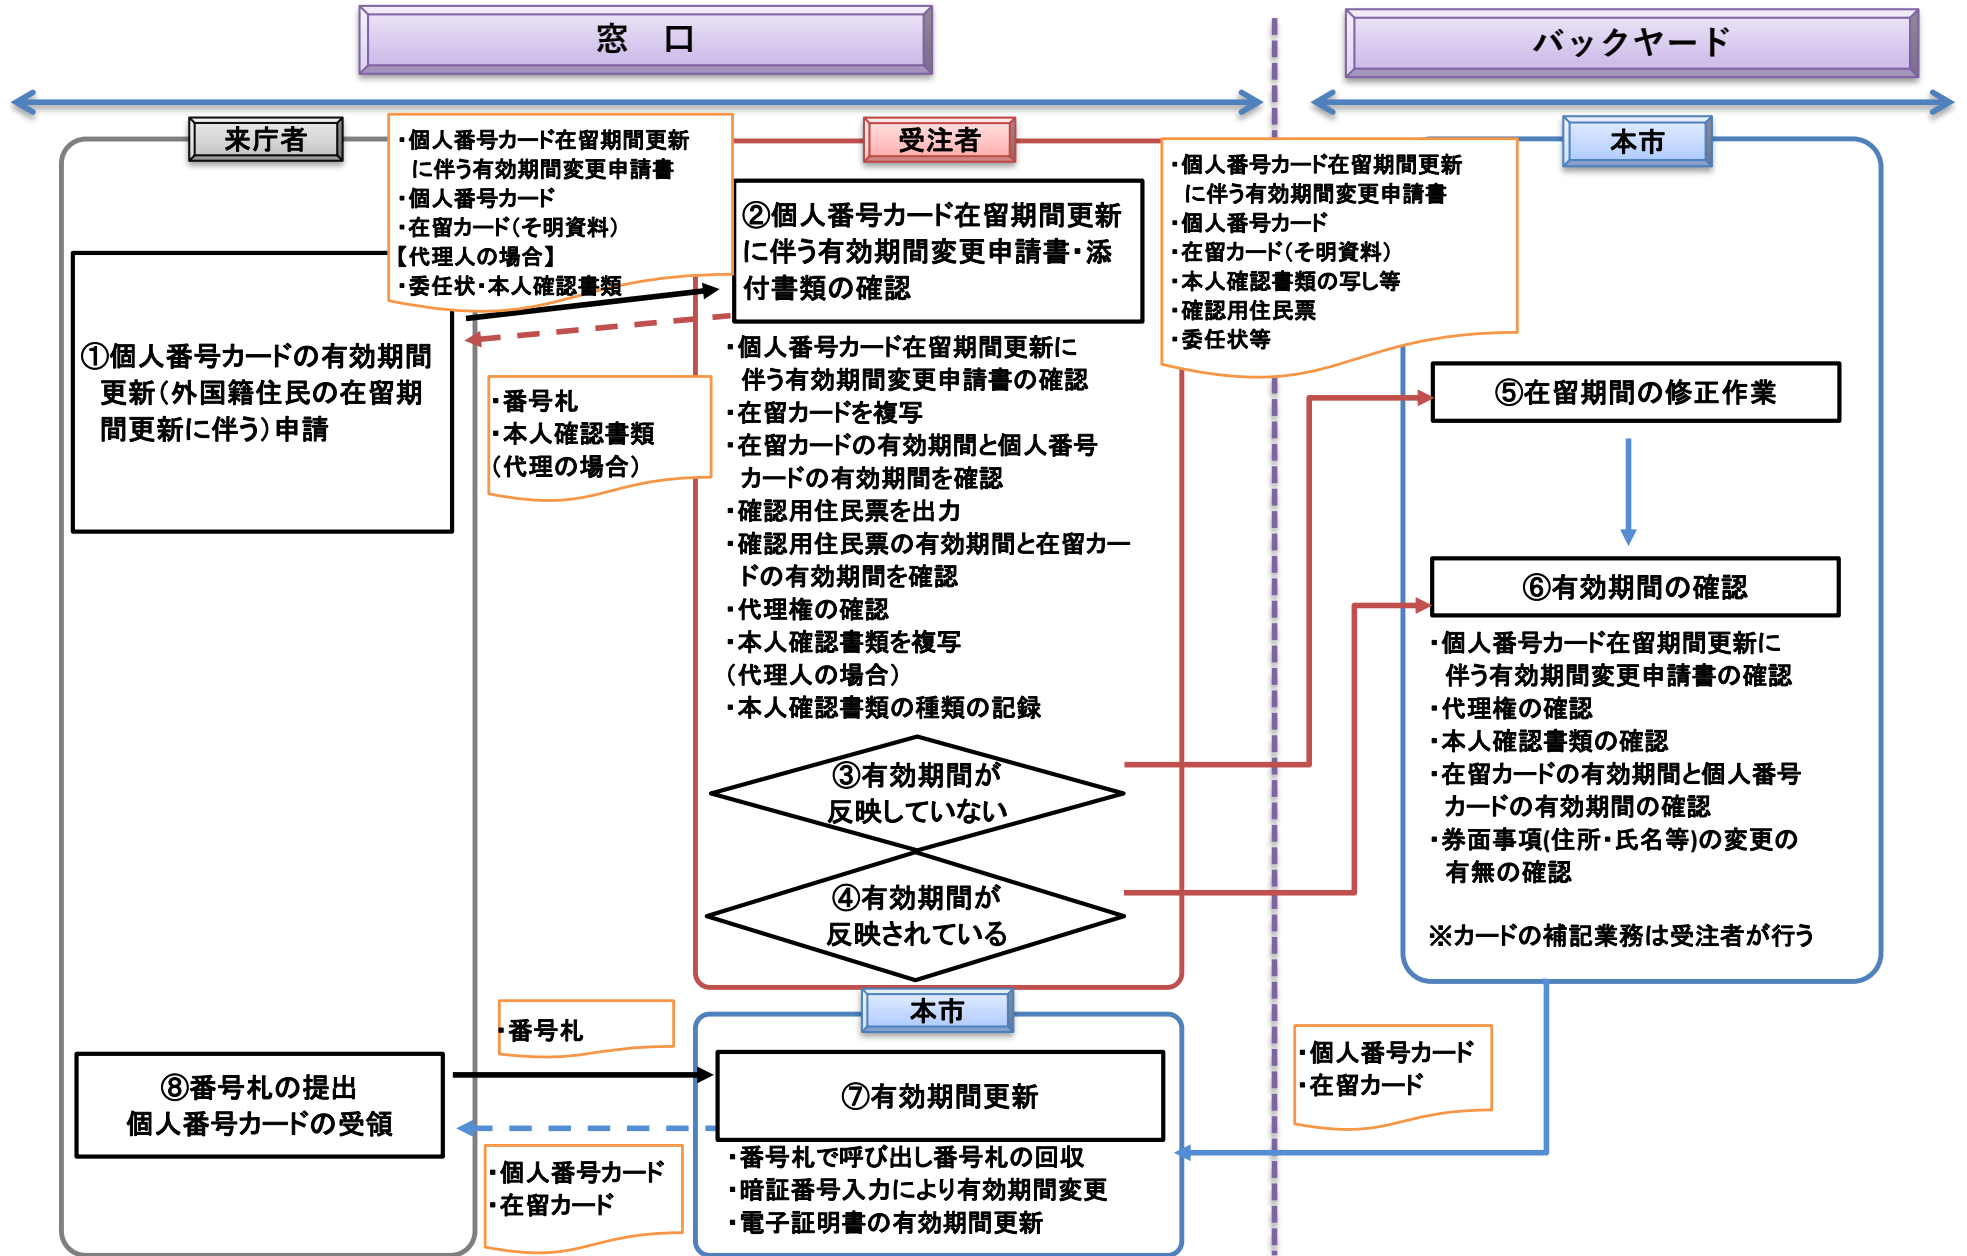 窓　口
バックヤード
来庁者
受注者
本市
・個人番号カード在留期間更新
に伴う有効期間変更申請書
・個人番号カード
・在留カード（そ明資料）
【代理人の場合】
・委任状・本人確認書類
②個人番号カード在留期間更新
に伴う有効期間変更申請書・添
付書類の確認
・個人番号カード在留期間更新
に伴う有効期間変更申請書
・個人番号カード
・在留カード（そ明資料）
・本人確認書類の写し等
・確認用住民票
・委任状等
①個人番号カードの有効期間
更新（外国籍住民の在留期
間更新に伴う）申請
・番号札
・本人確認書類
（代理の場合）
・個人番号カード在留期間更新に
伴う有効期間変更申請書の確認
・在留カードを複写
・在留カードの有効期間と個人番号
カードの有効期間を確認
・確認用住民票を出力
・確認用住民票の有効期間と在留カー
ドの有効期間を確認
・代理権の確認
・本人確認書類を複写
（代理人の場合）
・本人確認書類の種類の記録
③有効期間が
反映していない
④有効期間が
反映されている
⑤在留期間の修正作業
⑥有効期間の確認
・個人番号カード在留期間更新に
伴う有効期間変更申請書の確認
・代理権の確認
・本人確認書類の確認
・在留カードの有効期間と個人番号
カードの有効期間の確認
・券面事項(住所・氏名等)の変更の
有無の確認
※カードの補記業務は受注者が行う
本市
・番号札
⑧番号札の提出
個人番号カードの受領
⑦有効期間更新
・個人番号カード
・在留カード
・番号札で呼び出し番号札の回収
・暗証番号入力により有効期間変更
・電子証明書の有効期間更新
・個人番号カード
・在留カード